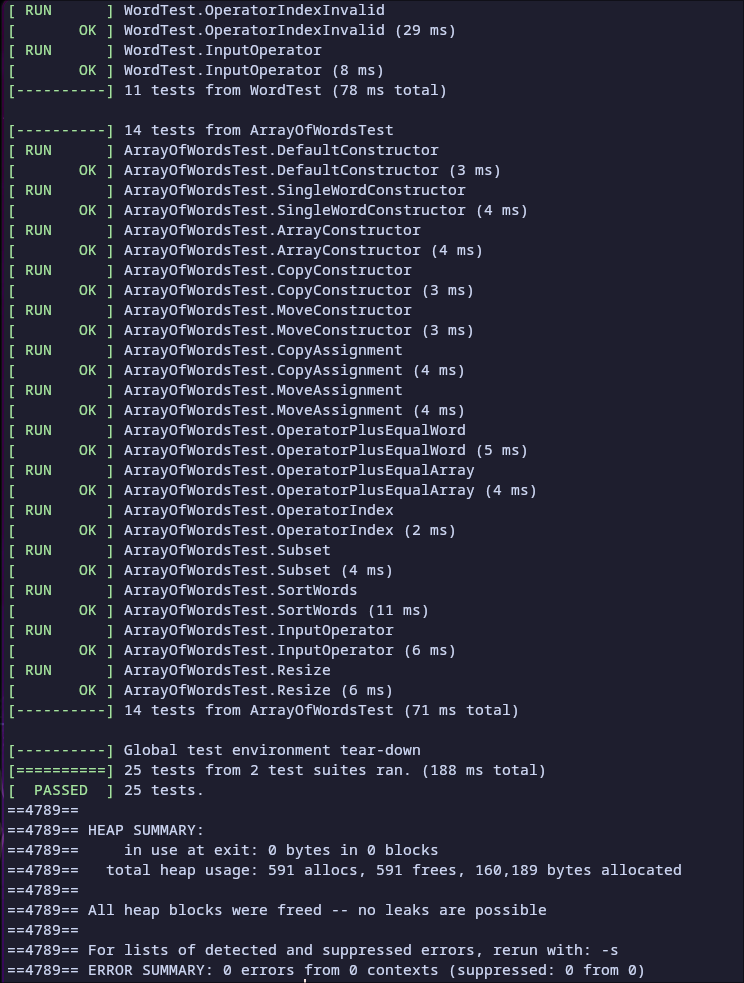 [ RUN      ] WordTest.OperatorIndexInvalid
[       OK ] WordTest.OperatorIndexInvalid (29 ms)
[ RUN      ] WordTest.InputOperator
[       OK ] WordTest.InputOperator (8 ms)
[----------] 11 tests from WordTest (78 ms total)

[----------] 14 tests from ArrayOfWordsTest
[ RUN      ] ArrayOfWordsTest.DefaultConstructor
[       OK ] ArrayOfWordsTest.DefaultConstructor (3 ms)
[ RUN      ] ArrayOfWordsTest.SingleWordConstructor
[       OK ] ArrayOfWordsTest.SingleWordConstructor (4 ms)
[ RUN      ] ArrayOfWordsTest.ArrayConstructor
[       OK ] ArrayOfWordsTest.ArrayConstructor (4 ms)
[ RUN      ] ArrayOfWordsTest.CopyConstructor
[       OK ] ArrayOfWordsTest.CopyConstructor (3 ms)
[ RUN      ] ArrayOfWordsTest.MoveConstructor
[       OK ] ArrayOfWordsTest.MoveConstructor (3 ms)
[ RUN      ] ArrayOfWordsTest.CopyAssignment
[       OK ] ArrayOfWordsTest.CopyAssignment (4 ms)
[ RUN      ] ArrayOfWordsTest.MoveAssignment
[       OK ] ArrayOfWordsTest.MoveAssignment (4 ms)
[ RUN      ] ArrayOfWordsTest.OperatorPlusEqualWord
[       OK ] ArrayOfWordsTest.OperatorPlusEqualWord (5 ms)
[ RUN      ] ArrayOfWordsTest.OperatorPlusEqualArray
[       OK ] ArrayOfWordsTest.OperatorPlusEqualArray (4 ms)
[ RUN      ] ArrayOfWordsTest.OperatorIndex
[       OK ] ArrayOfWordsTest.OperatorIndex (2 ms)
[ RUN      ] ArrayOfWordsTest.Subset
[       OK ] ArrayOfWordsTest.Subset (4 ms)
[ RUN      ] ArrayOfWordsTest.SortWords
[       OK ] ArrayOfWordsTest.SortWords (11 ms)
[ RUN      ] ArrayOfWordsTest.InputOperator
[       OK ] ArrayOfWordsTest.InputOperator (6 ms)
[ RUN      ] ArrayOfWordsTest.Resize
[       OK ] ArrayOfWordsTest.Resize (6 ms)
[----------] 14 tests from ArrayOfWordsTest (71 ms total)

[----------] Global test environment tear-down
[==========] 25 tests from 2 test suites ran. (188 ms total)
[  PASSED  ] 25 tests.
==4789==
==4789== HEAP SUMMARY:
==4789==     in use at exit: 0 bytes in 0 blocks
==4789==   total heap usage: 591 allocs, 591 frees, 160,189 bytes allocated
==4789==
==4789== All heap blocks were freed -- no leaks are possible
==4789==
==4789== For lists of detected and suppressed errors, rerun with: -s
==4789== ERROR SUMMARY: 0 errors from 0 contexts (suppressed: 0 from 0)